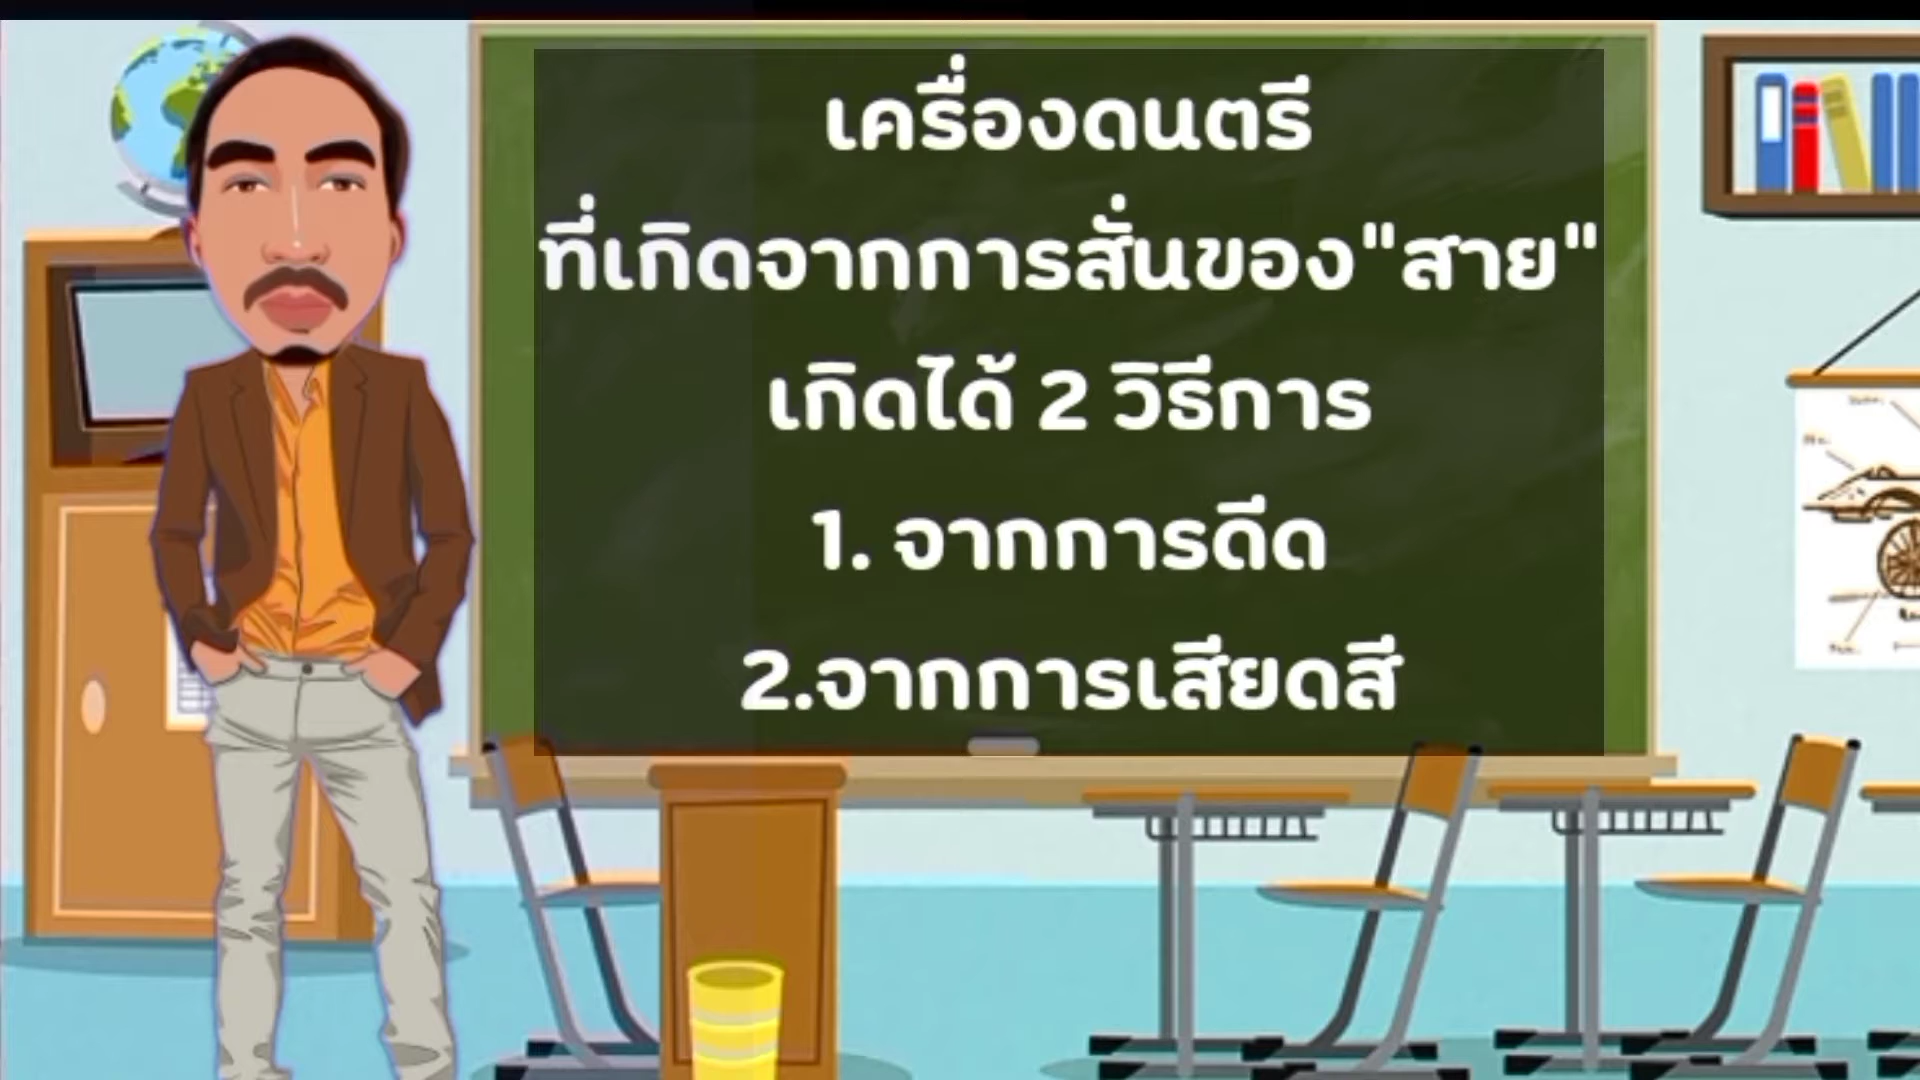 เครื่องดนตรี
ที่เกิดจากการสั่นของ"สาย"
เกิดได้ 2 วิธีการ
1. จากการดีด
2.จากการเสียดสี